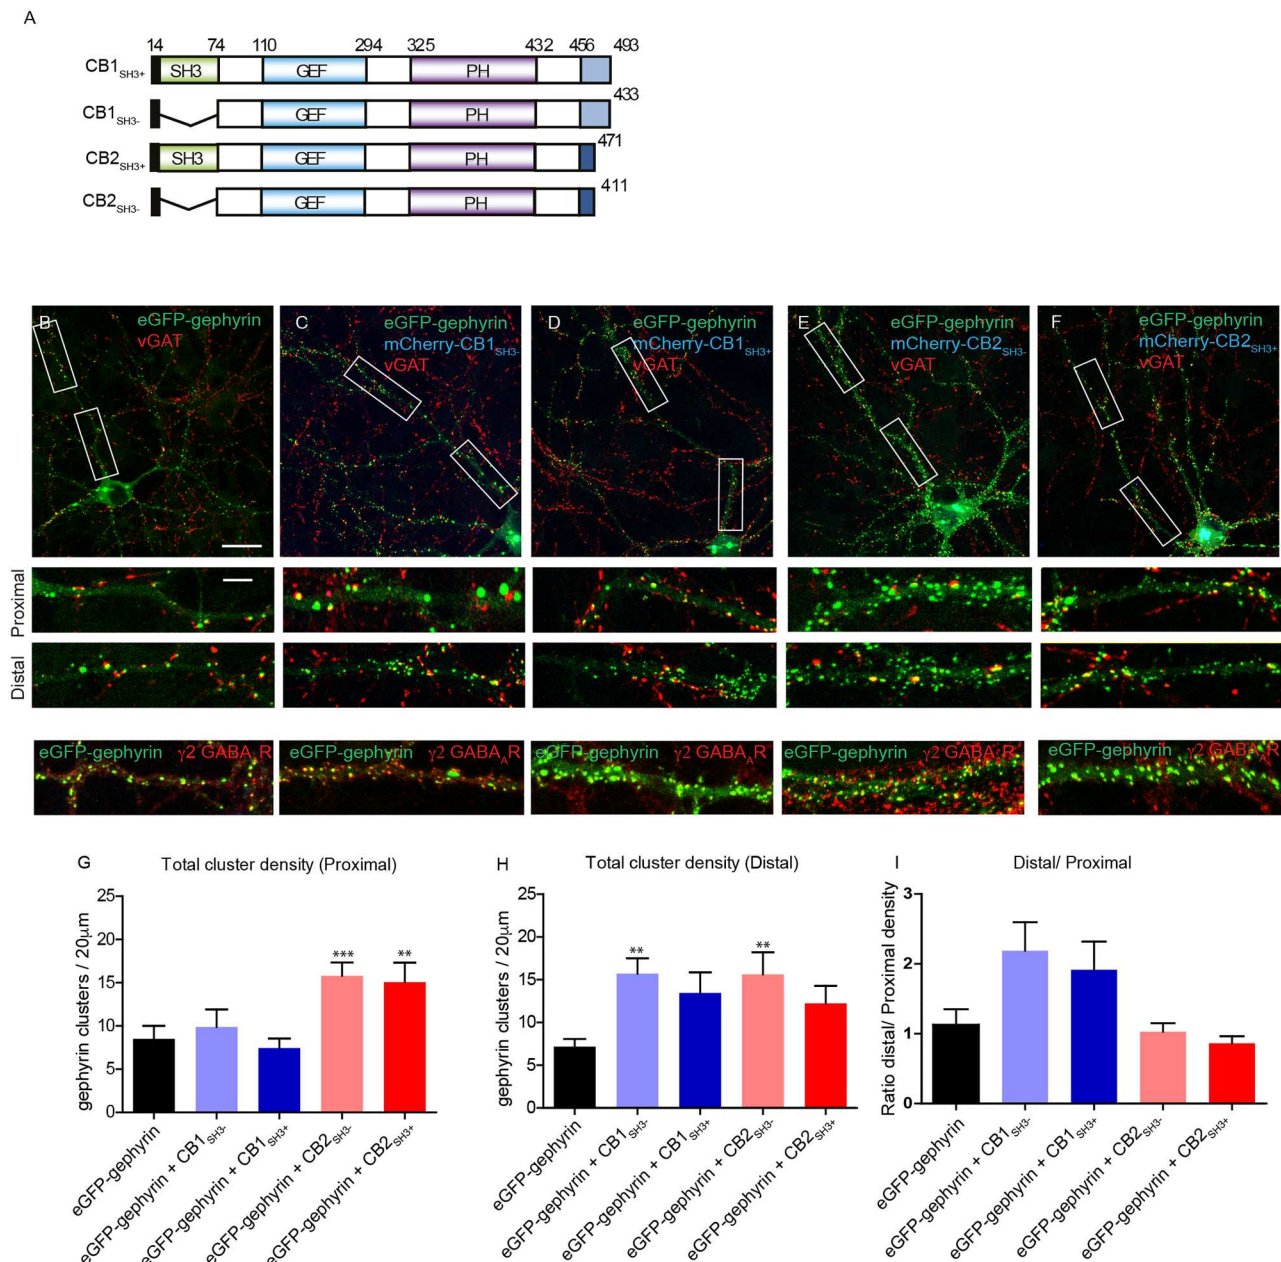 A
14 74 110 294 325 432 456 493
CB1SH3+ SH3 GEF PH
433
CB1SH3- GEF PH
471
CB2SH3+ SH3 GEF PH
411
CB2SH3- GEF PH
B eGFP-gephyrin
vGAT
C eGFP-gephyrin
mCherry-CB1SH3-
vGAT
D eGFP-gephyrin
mCherry-CB1SH3+
vGAT
E eGFP-gephyrin
mCherry-CB2SH3-
vGAT
F eGFP-gephyrin
mCherry-CB2SH3+
vGAT
Proximal
Distal
eGFP-gephyrin γ2 GABAAR
eGFP-gephyrin γ2 GABAAR
eGFP-gephyrin γ2 GABAAR
eGFP-gephyrin γ2 GABAAR
eGFP-gephyrin γ2 GABAAR
G Total cluster density (Proximal)
gephyrin clusters / 20μm
25
20
15
10
5
0
*** **
eGFP-gephyrin
eGFP-gephyrin + CB1SH3-
eGFP-gephyrin + CB1SH3+
eGFP-gephyrin + CB2SH3-
eGFP-gephyrin + CB2SH3+
H Total cluster density (Distal)
gephyrin clusters / 20μm
25
20
15
10
5
0
** **
eGFP-gephyrin
eGFP-gephyrin + CB1SH3-
eGFP-gephyrin + CB1SH3+
eGFP-gephyrin + CB2SH3-
eGFP-gephyrin + CB2SH3+
I Distal/ Proximal
Ratio distal/ Proximal density
3
2
1
0
eGFP-gephyrin
eGFP-gephyrin + CB1SH3-
eGFP-gephyrin + CB1SH3+
eGFP-gephyrin + CB2SH3-
eGFP-gephyrin + CB2SH3+